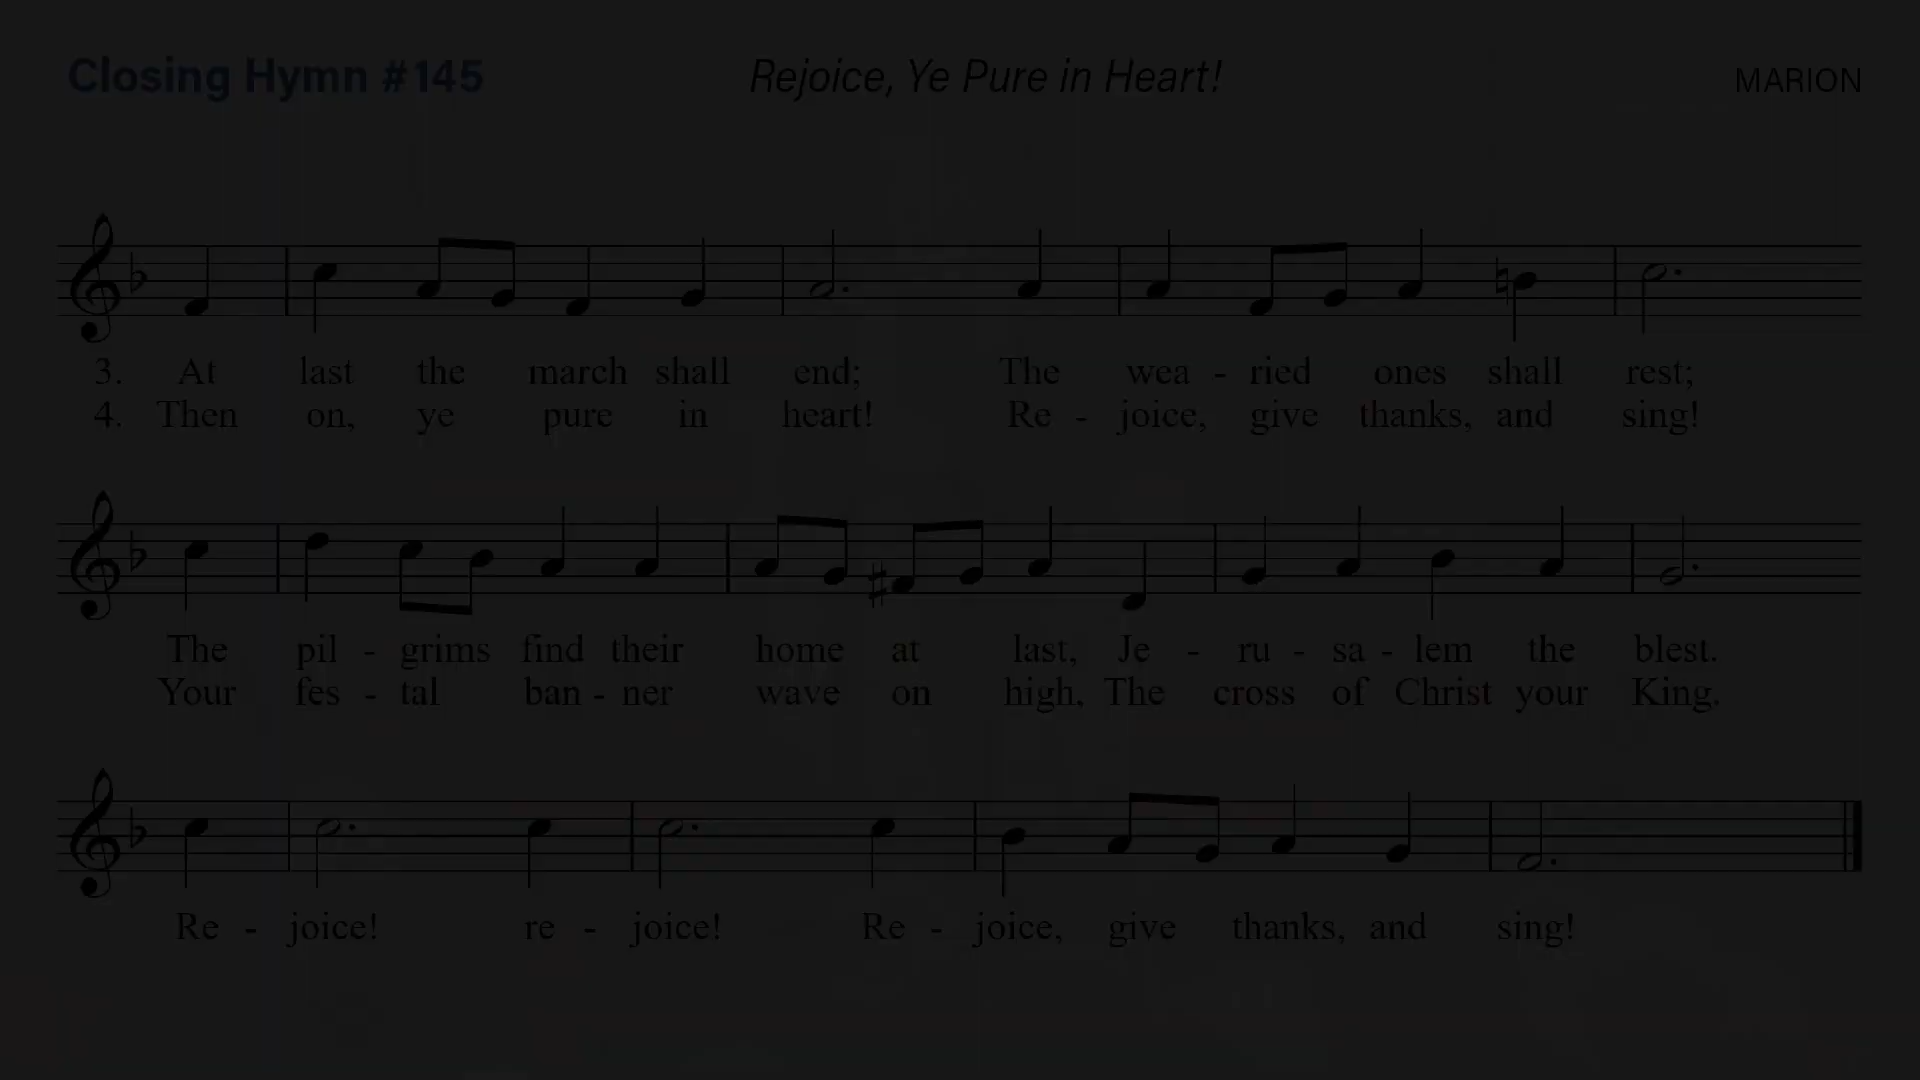 Closing Hymn #145 Rejoice, Ye Pure in Heart! MARION
3. At last the march shall end; The wea - ried ones shall rest;
4. Then on, ye pure in heart! Re - joice, give thanks, and sing!
The pil - grims find their home at last, Je - ru - sa - lem the blest.
Your fes - tal ban - ner wave on high, The cross of Christ your King.
Re - joice! re - joice! Re - joice, give thanks, and sing!